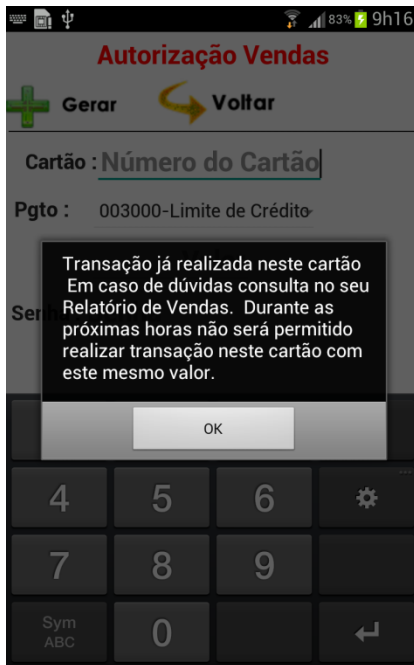 83% 9h16
Autorização Vendas
Gerar Voltar
Cartão : Número do Cartão
Pgto : 003000-Limite de Crédito
Transação já realizada neste cartão
Em caso de dúvidas consulta no seu
Relatório de Vendas. Durante as
próximas horas não será permitido
realizar transação neste cartão com
este mesmo valor.
Sen
OK
4 5 6
7 8 9
Sym
ABC
0